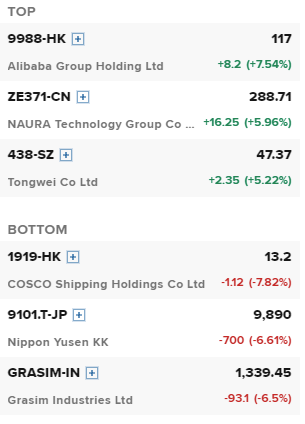 TOP
9988-HK 117
Alibaba Group Holding Ltd +8.2 (+7.54%)
ZE371-CN 288.71
NAURA Technology Group Co ... +16.25 (+5.96%)
438-SZ 47.37
Tongwei Co Ltd +2.35 (+5.22%)
BOTTOM
1919-HK 13.2
COSCO Shipping Holdings Co Ltd -1.12 (-7.82%)
9101.T-JP 9,890
Nippon Yusen KK -700 (-6.61%)
GRASIM-IN 1,339.45
Grasim Industries Ltd -93.1 (-6.5%)